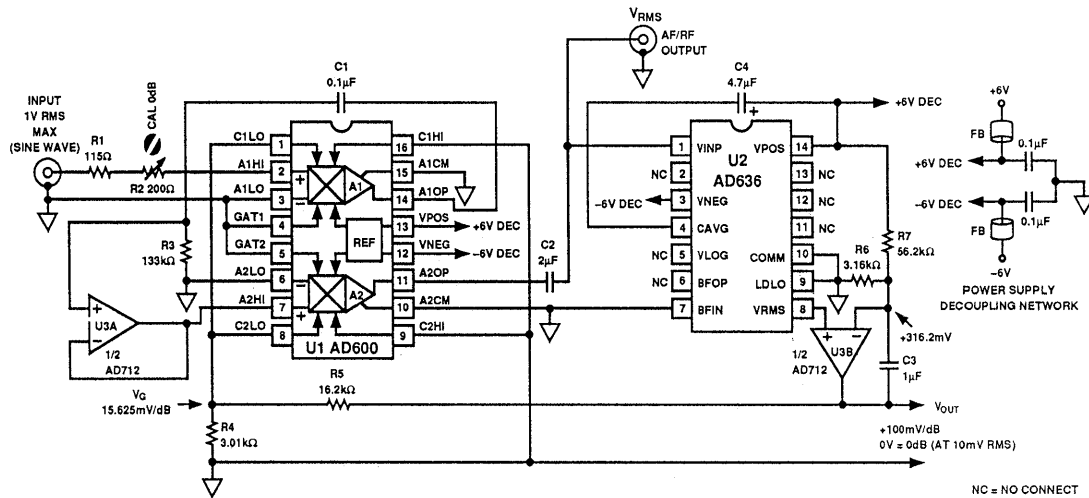 V_RMS
AF/RF
OUTPUT
C1
0.1µF
C4
4.7µF
+
INPUT
1V RMS
MAX
(SINE WAVE)
CAL 0dB
R1
115Ω
R2 200Ω
C1LO
1
A1HI
2
A1LO
3
GAT1
4
GAT2
5
A2LO
6
A2HI
7
C2LO
8
C1HI
16
A1CM
15
A1OP
14
VPOS
13
+6V DEC
VNEG
12
–6V DEC
A2OP
11
A2CM
10
C2HI
9
+
–
A1
REF
–
+
A2
U1 AD600
R3
133kΩ
+
–
U3A
1/2
AD712
C2
2µF
NC
–6V DEC
NC
NC
1
VINP
2
3
VNEG
4
CAVG
5
VLOG
6
BFOP
7
BFIN
U2
AD636
VPOS
14
13
NC
12
NC
11
NC
COMM
10
LDLO
9
VRMS
8
+6V DEC
R6
3.16kΩ
R7
56.2kΩ
+316.2mV
+
–
U3B
1/2
AD712
C3
1µF
+6V
FB
0.1µF
+6V DEC
–6V DEC
0.1µF
FB
–6V
POWER SUPPLY
DECOUPLING NETWORK
V_G
15.625mV/dB
R5
16.2kΩ
R4
3.01kΩ
V_OUT
+100mV/dB
0V = 0dB (AT 10mV RMS)
NC = NO CONNECT